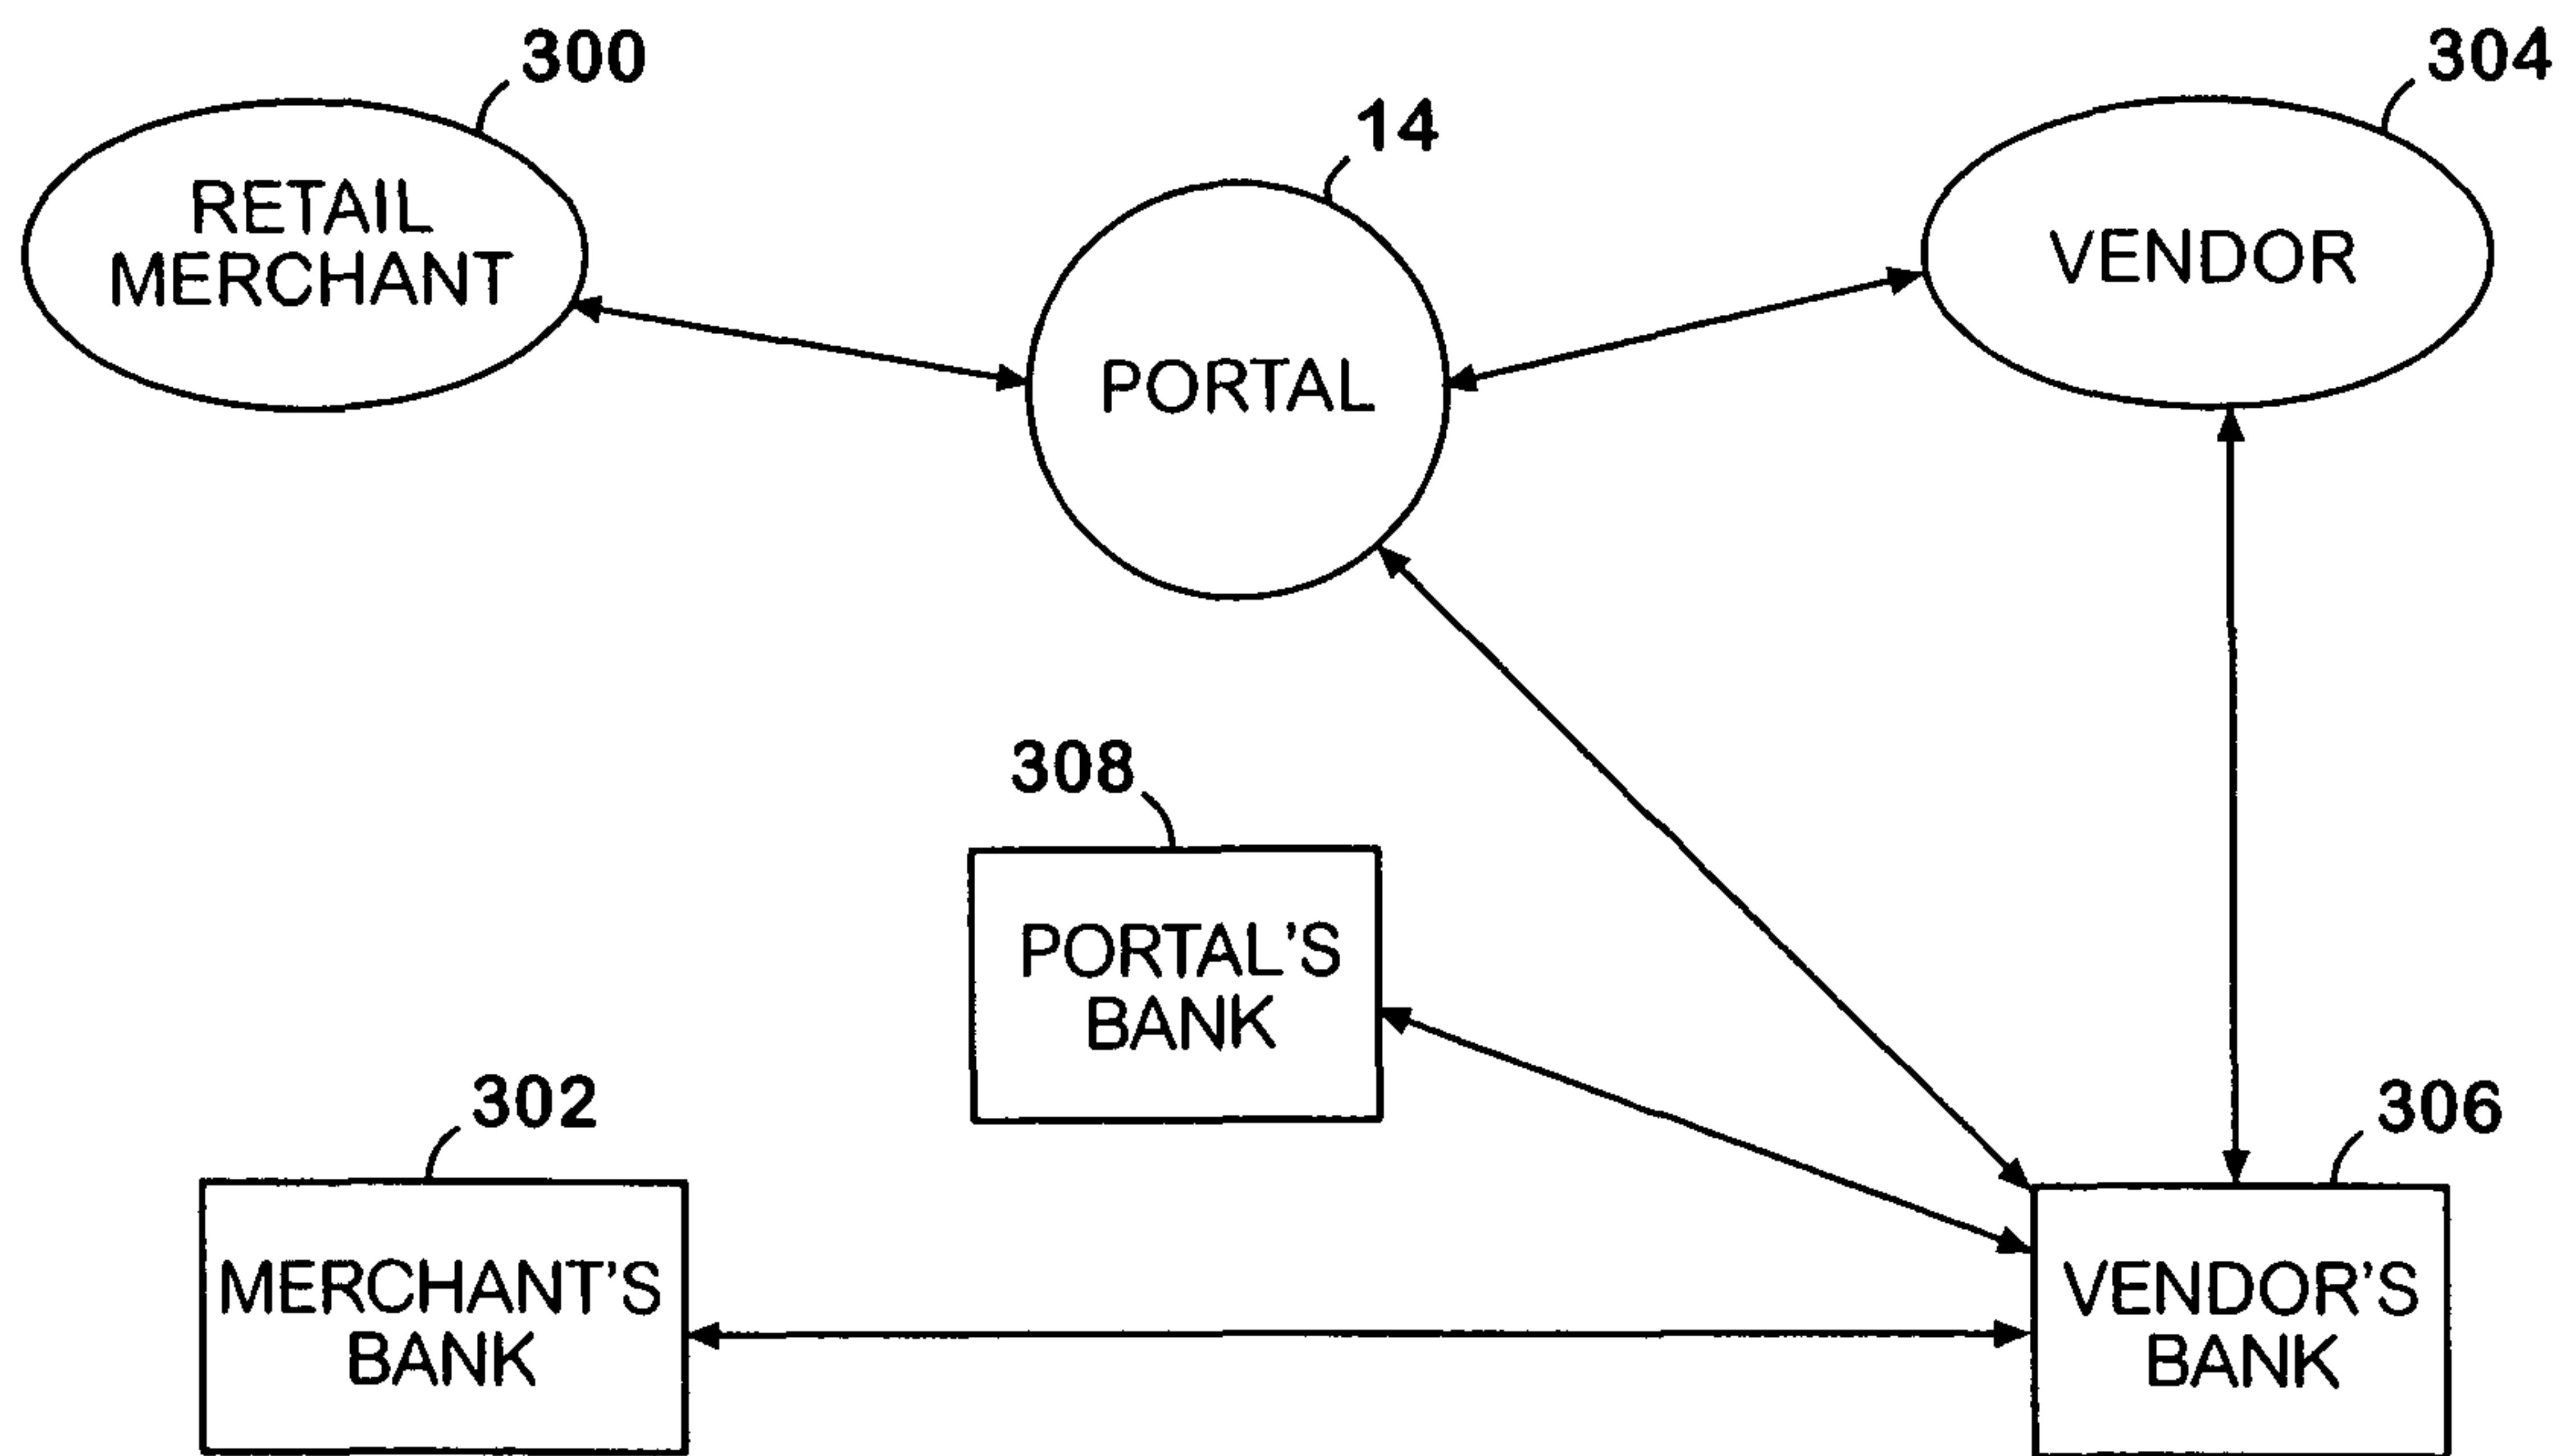 300
RETAIL
MERCHANT
14
PORTAL
304
VENDOR
308
PORTAL'S
BANK
302
MERCHANT'S
BANK
306
VENDOR'S
BANK